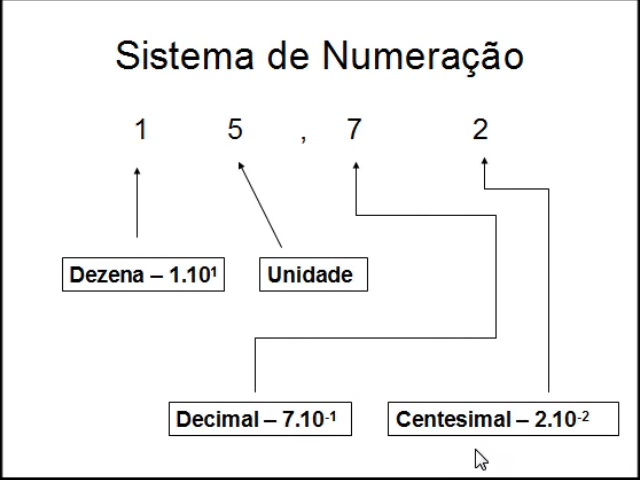 Sistema de Numeração
1 5 , 7 2
Dezena – 1.10¹
Unidade
Decimal – 7.10⁻¹
Centesimal – 2.10⁻²